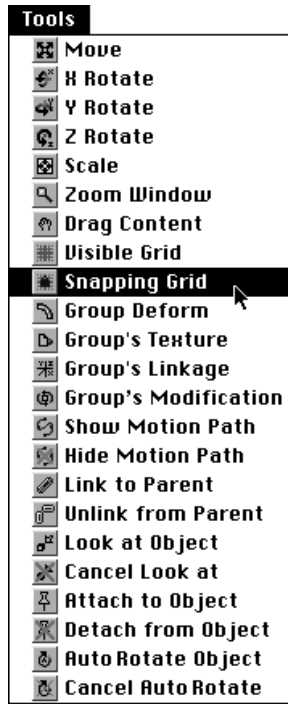 Tools
Move
X Rotate
Y Rotate
Z Rotate
Scale
Zoom Window
Drag Content
Visible Grid
Snapping Grid
Group Deform
Group's Texture
Group's Linkage
Group’s Modification
Show Motion Path
Hide Motion Path
Link to Parent
Unlink from Parent
Look at Object
Cancel Look at
Attach to Object
Detach from Object
Auto Rotate Object
Cancel Auto Rotate